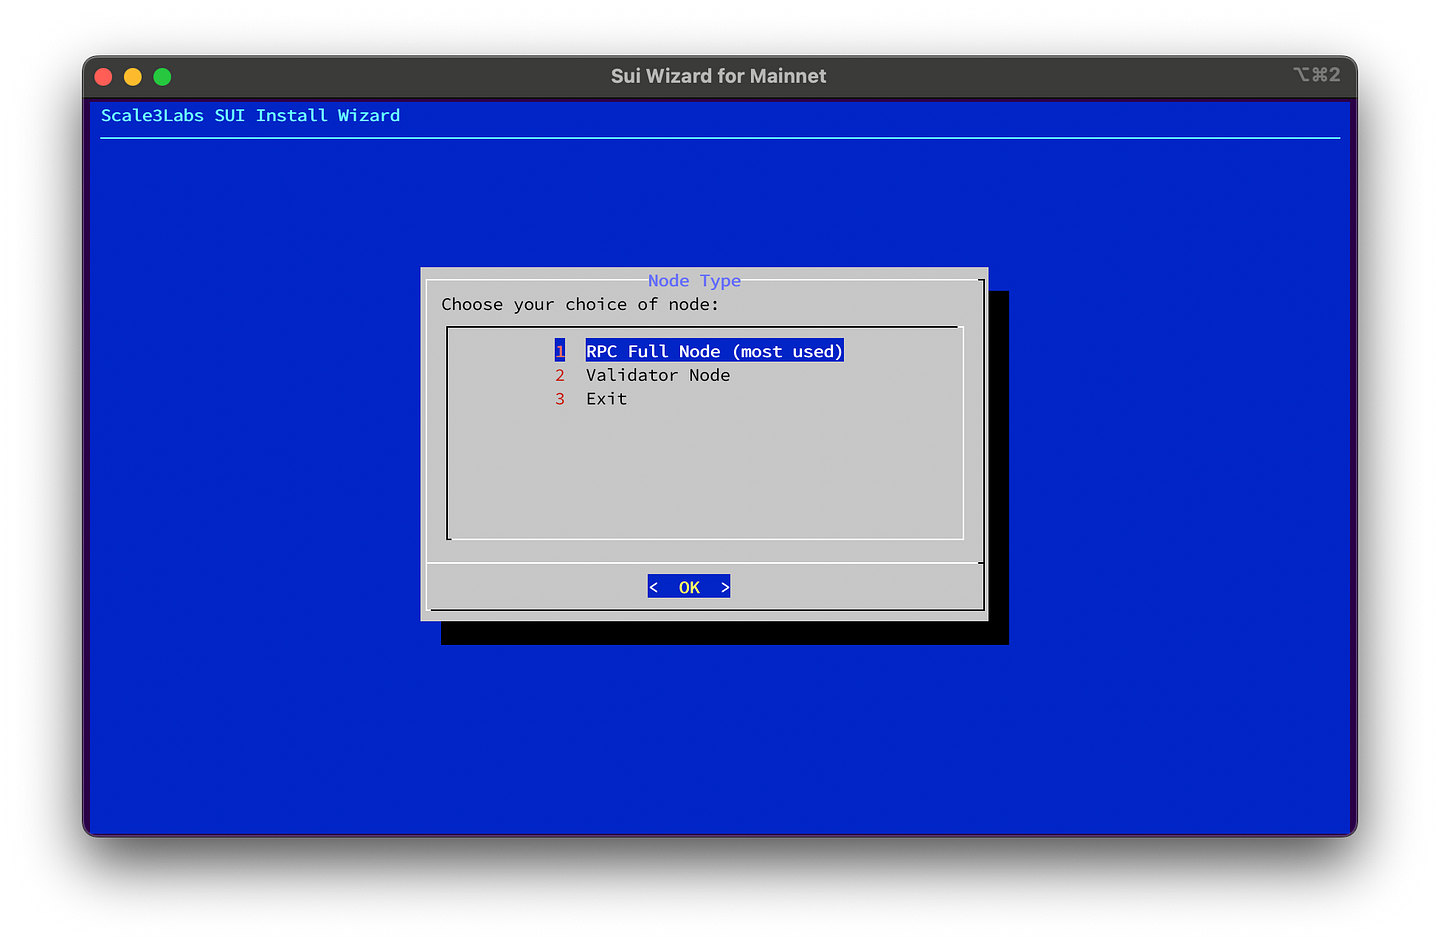 Sui Wizard for Mainnet
⌥⌘2
Scale3Labs SUI Install Wizard
Node Type
Choose your choice of node:
1 RPC Full Node (most used)
2 Validator Node
3 Exit
< OK >